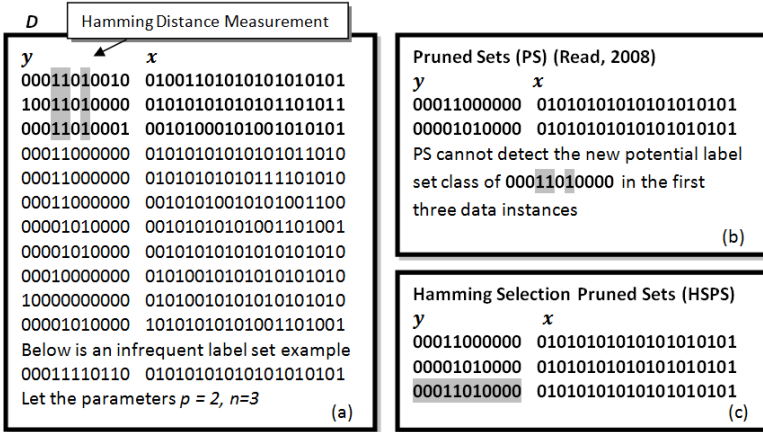 D
Hamming Distance Measurement
y x
00011010010 01001101010101010101
10011010000 01010101010101101011
00011010001 00101000101001010101
00011000000 01010101010101011010
00011000000 01010101010111101010
00011000000 00101010010101001100
00001010000 00101010101001101001
00001010000 00101010101010101010
00010000000 01010010101010101010
10000000000 01010010101010101010
00001010000 10101010101001101001
Below is an infrequent label set example
00011110110 01010101010101010101
Let the parameters p = 2, n=3
(a)
Pruned Sets (PS) (Read, 2008)
y x
00011000000 01010101010101010101
00001010000 01010101010101010101
PS cannot detect the new potential label
set class of 00011010000 in the first
three data instances
(b)
Hamming Selection Pruned Sets (HSPS)
y x
00011000000 01010101010101010101
00001010000 01010101010101010101
00011010000 01010101010101010101
(c)